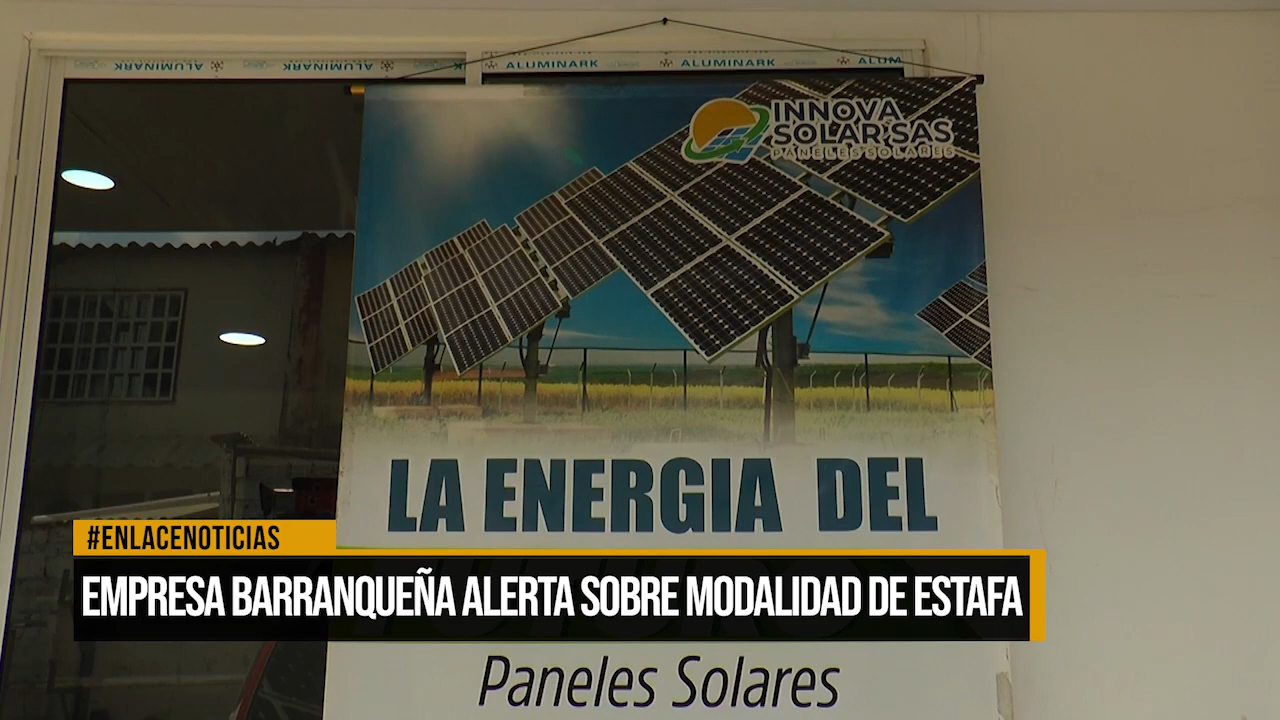 ALUMINARK ALUMINARK ALUMINARK ALUM
INNOVA
SOLAR SAS
PANELES SOLARES
LA ENERGIA DEL
#ENLACENOTICIAS
EMPRESA BARRANQUEÑA ALERTA SOBRE MODALIDAD DE ESTAFA
Paneles Solares